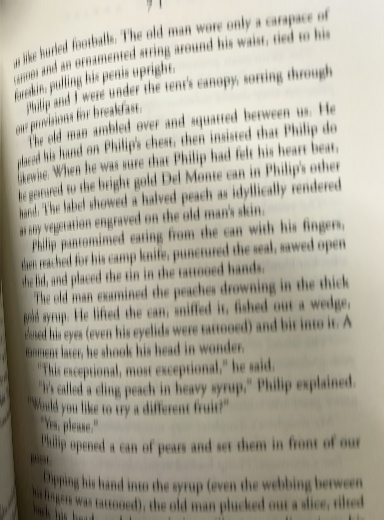 at like hurled footballs. The old man wore only a carapace of
tattoos and an ornamented string around his waist, tied to his
foreskin, pulling his penis upright.
Philip and I were under the tent's canopy, sorting through
our provisions for breakfast.
The old man ambled over and squatted between us. He
placed his hand on Philip's chest, then insisted that Philip do
likewise. When he was sure that Philip had felt his heart beat,
he gestured to the bright gold Del Monte can in Philip's other
hand. The label showed a halved peach as idyllically rendered
as any vegetation engraved on the old man's skin.
Philip pantomimed eating from the can with his fingers,
then reached for his camp knife, punctured the seal, sawed open
the lid, and placed the tin in the tattooed hands.
The old man examined the peaches drowning in the thick
gold syrup. He lifted the can, sniffed it, fished out a wedge,
closed his eyes (even his eyelids were tattooed) and bit into it. A
moment later, he shook his head in wonder.
"This exceptional, most exceptional," he said.
"It's called a cling peach in heavy syrup," Philip explained.
"Would you like to try a different fruit?"
"Yes, please."
Philip opened a can of pears and set them in front of our
guest.
Dipping his hand into the syrup (even the webbing between
his fingers was tattooed), the old man plucked out a slice, tilted
back his head